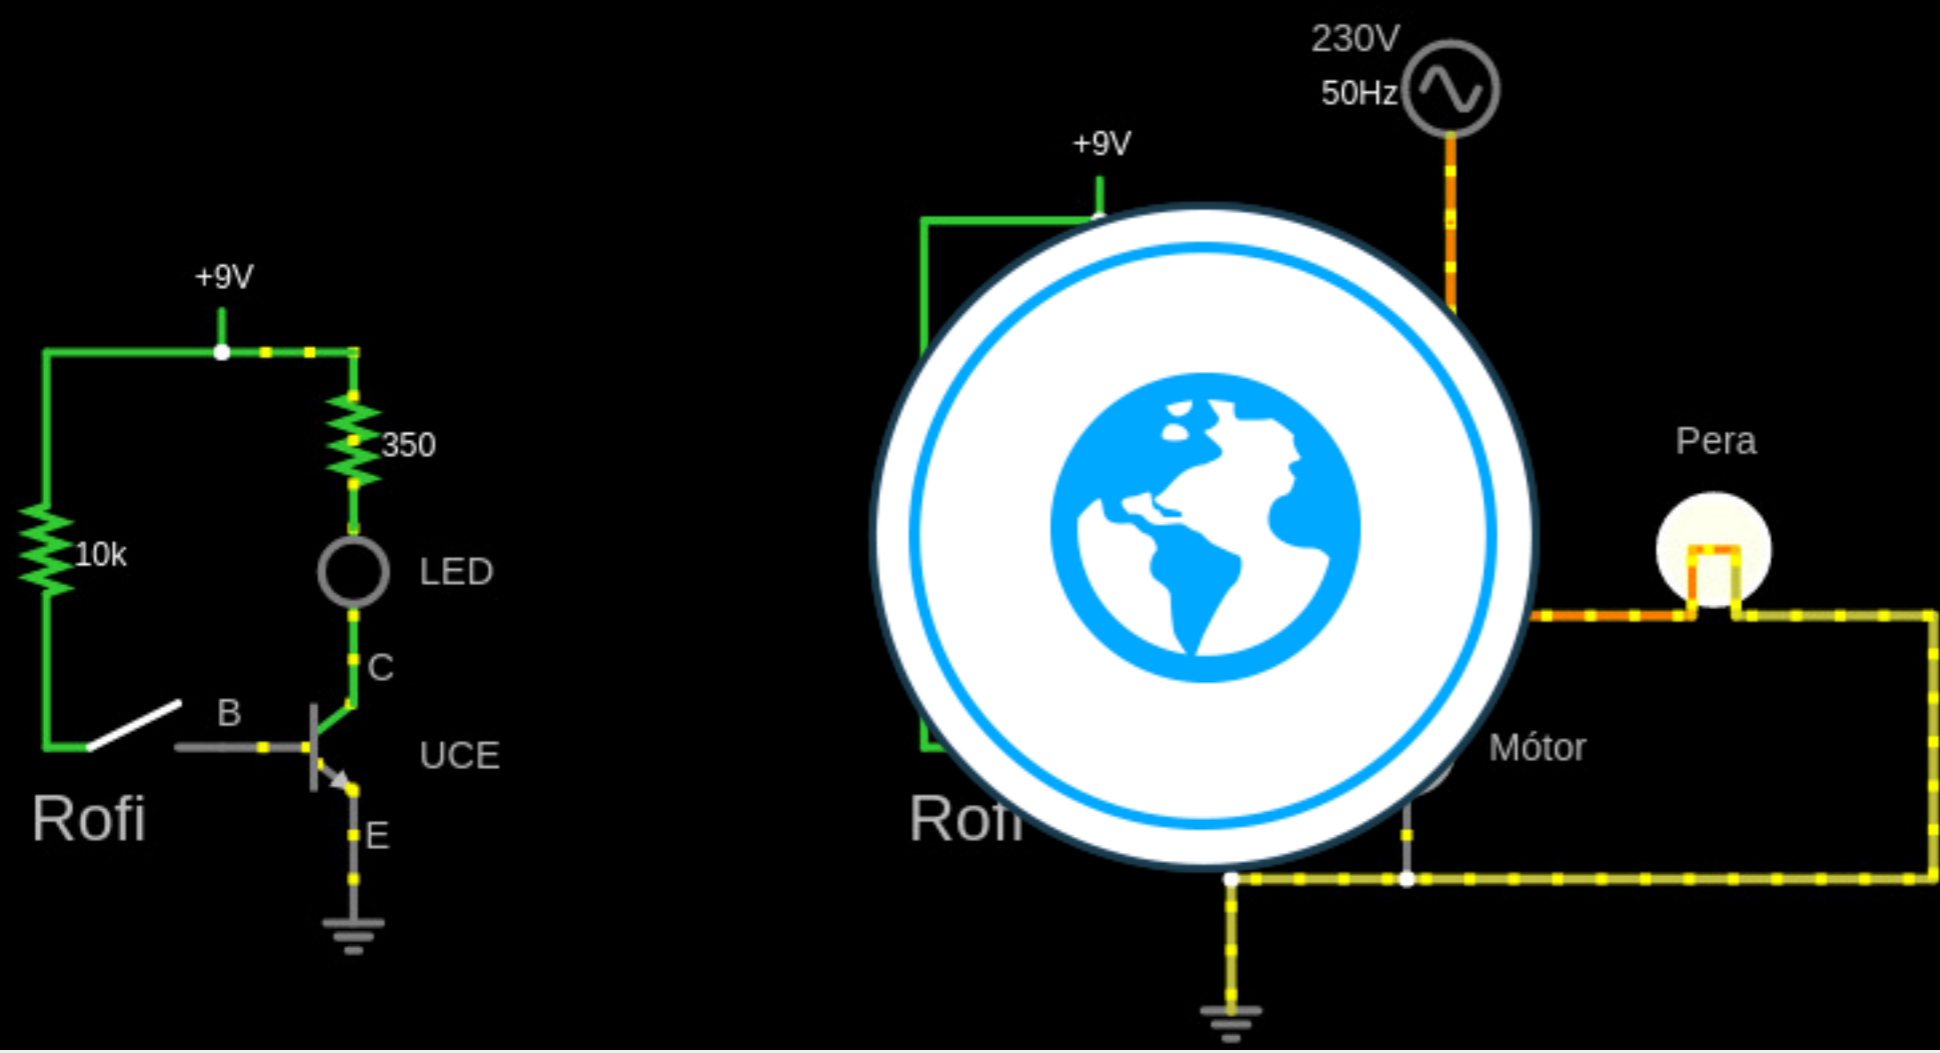 230V
50Hz
+9V
+9V
Pera
350
10k
LED
C
B
UCE
Mótor
Rofi
Rofi
E